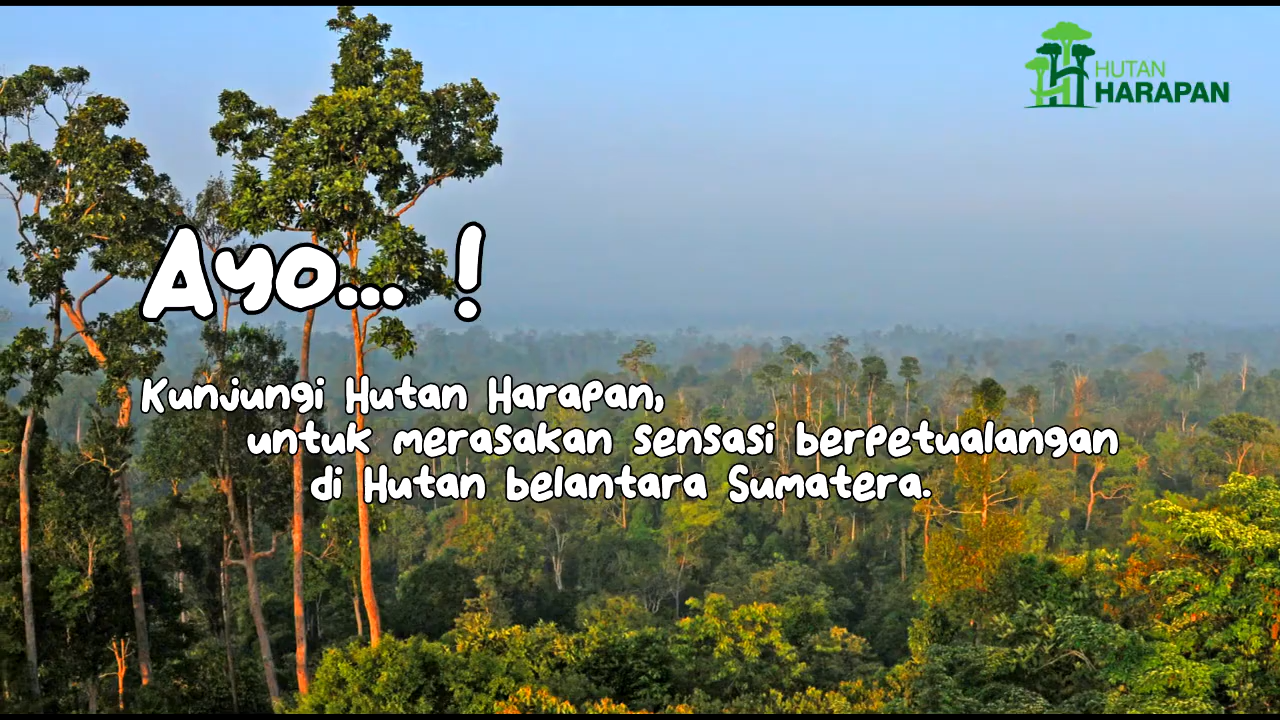 HUTAN
HARAPAN
Ayo... !
Kunjungi Hutan Harapan,
untuk merasakan sensasi berpetualangan
di Hutan belantara Sumatera.